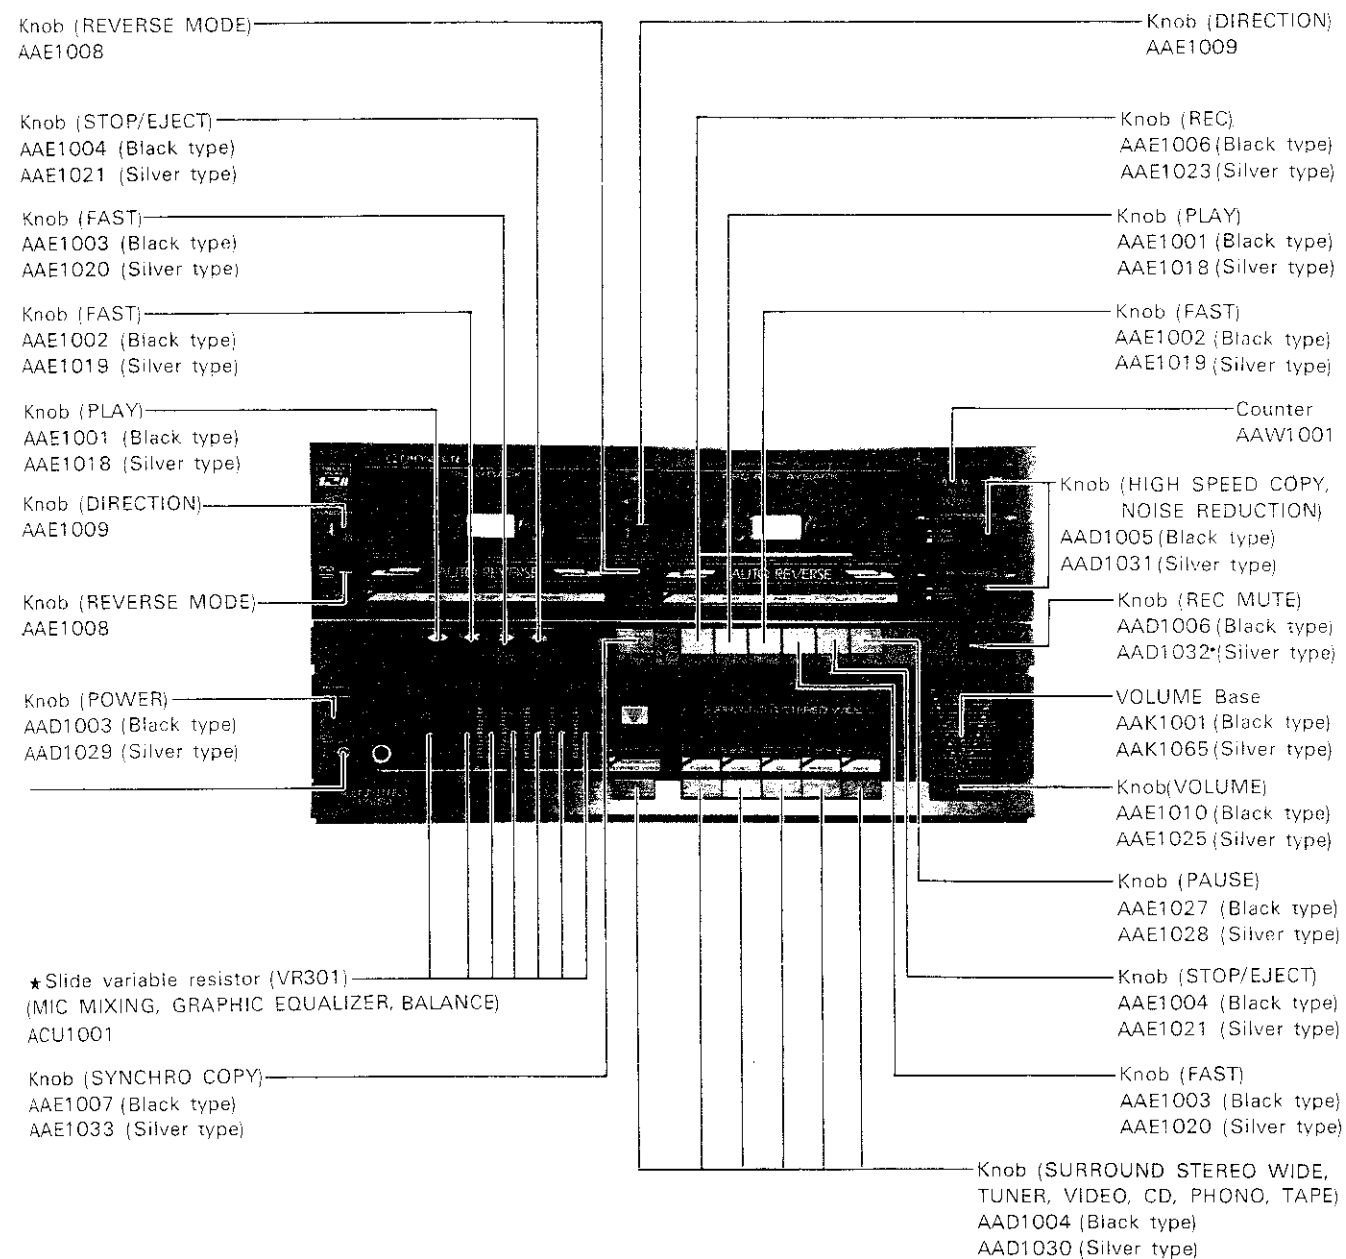 Knob (REVERSE MODE)
AAE1008
Knob (STOP/EJECT)
AAE1004 (Black type)
AAE1021 (Silver type)
Knob (FAST)
AAE1003 (Black type)
AAE1020 (Silver type)
Knob (FAST)
AAE1002 (Black type)
AAE1019 (Silver type)
Knob (PLAY)
AAE1001 (Black type)
AAE1018 (Silver type)
Knob (DIRECTION)
AAE1009
Knob (REVERSE MODE)
AAE1008
Knob (POWER)
AAD1003 (Black type)
AAD1029 (Silver type)
★Slide variable resistor (VR301)
(MIC MIXING, GRAPHIC EQUALIZER, BALANCE)
ACU1001
Knob (SYNCHRO COPY)
AAE1007 (Black type)
AAE1033 (Silver type)
AUTO REVERSE
AUTO REVERSE
SURROUND STEREO WIDE
Knob (DIRECTION)
AAE1009
Knob (REC)
AAE1006 (Black type)
AAE1023 (Silver type)
Knob (PLAY)
AAE1001 (Black type)
AAE1018 (Silver type)
Knob (FAST)
AAE1002 (Black type)
AAE1019 (Silver type)
Counter
AAW1001
Knob (HIGH SPEED COPY,
NOISE REDUCTION)
AAD1005 (Black type)
AAD1031 (Silver type)
Knob (REC MUTE)
AAD1006 (Black type)
AAD1032 (Silver type)
VOLUME Base
AAK1001 (Black type)
AAK1065 (Silver type)
Knob(VOLUME)
AAE1010 (Black type)
AAE1025 (Silver type)
Knob (PAUSE)
AAE1027 (Black type)
AAE1028 (Silver type)
Knob (STOP/EJECT)
AAE1004 (Black type)
AAE1021 (Silver type)
Knob (FAST)
AAE1003 (Black type)
AAE1020 (Silver type)
Knob (SURROUND STEREO WIDE,
TUNER, VIDEO, CD, PHONO, TAPE)
AAD1004 (Black type)
AAD1030 (Silver type)